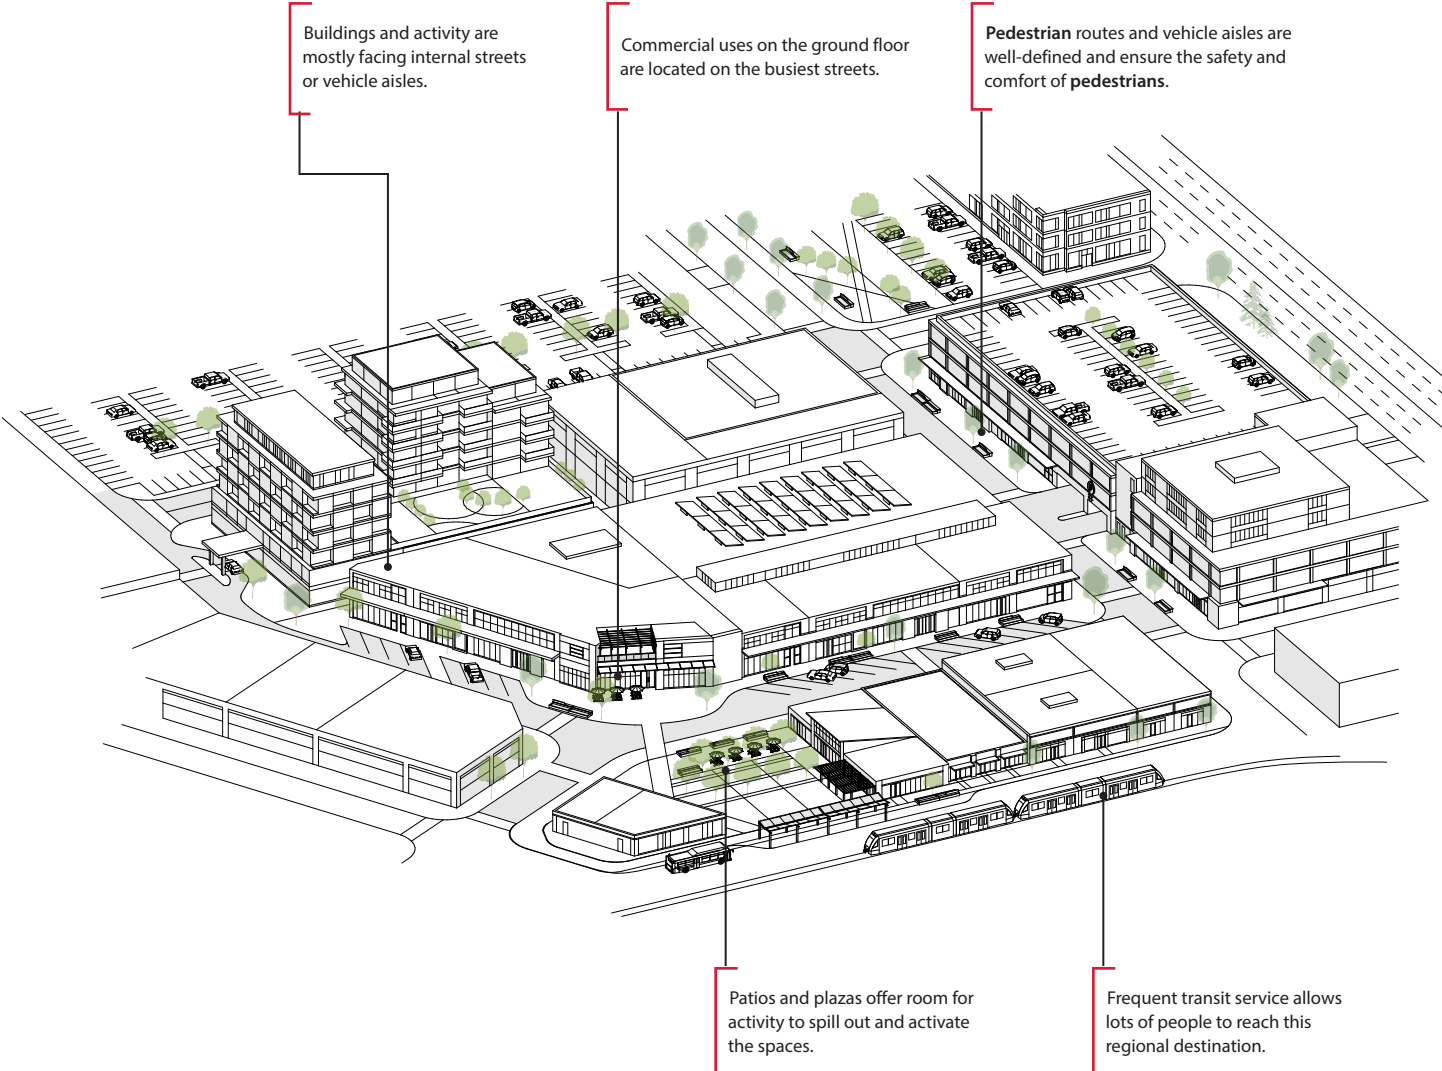 Buildings and activity are
mostly facing internal streets
or vehicle aisles.
Commercial uses on the ground floor
are located on the busiest streets.
Pedestrian routes and vehicle aisles are
well-defined and ensure the safety and
comfort of pedestrians.
Patios and plazas offer room for
activity to spill out and activate
the spaces.
Frequent transit service allows
lots of people to reach this
regional destination.